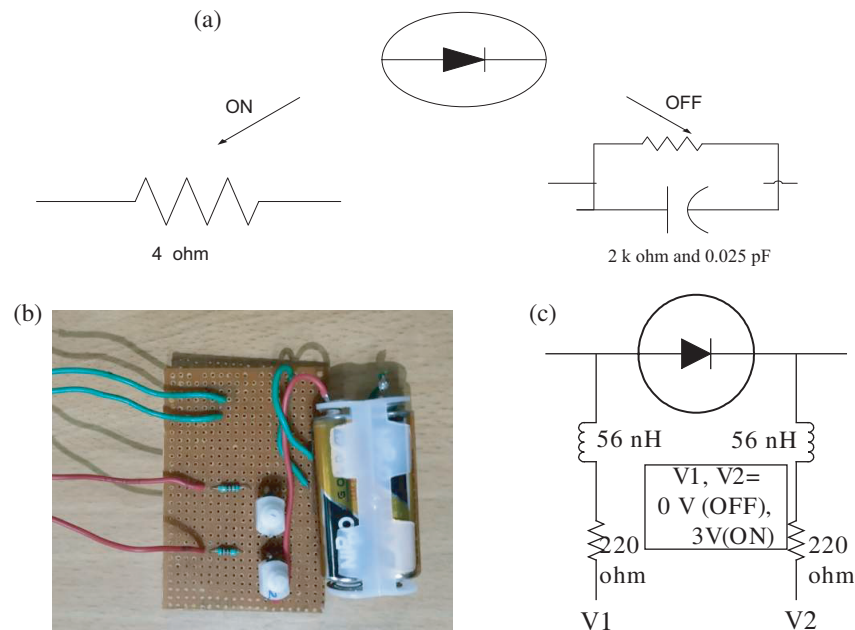 (a)
ON
OFF
4 ohm
2 k ohm and 0.025 pF
(b)
(c)
56 nH
56 nH
V1, V2=
0 V (OFF),
3V(ON)
220
ohm
220
ohm
V1
V2